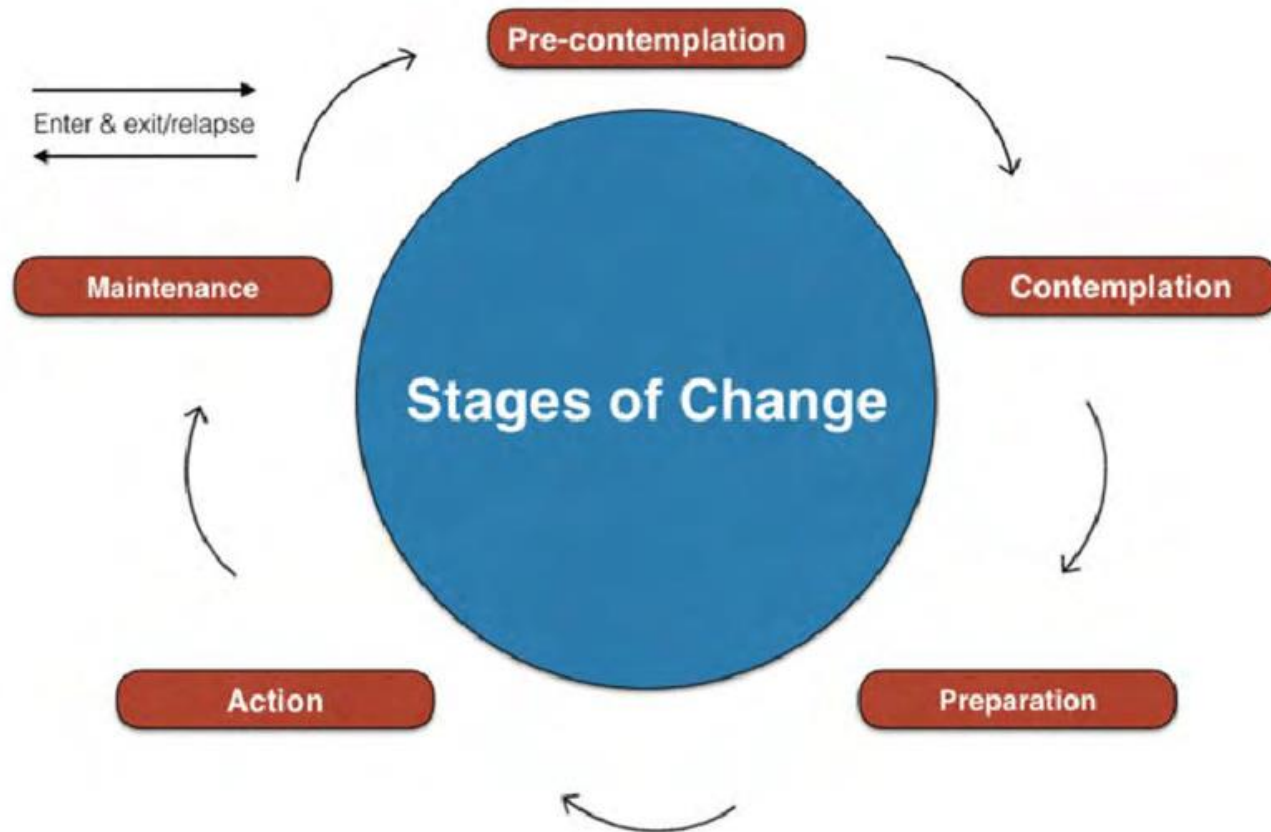 Pre-contemplation
Enter & exit/relapse
Maintenance
Contemplation
Stages of Change
Action
Preparation